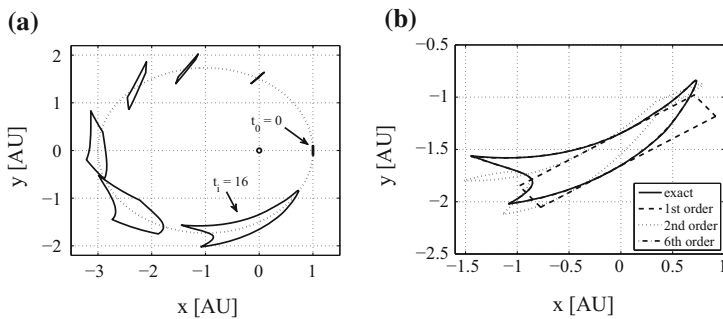 (a)
2
1
0
−1
−2
y [AU]
−3
−2
−1
0
1
x [AU]
t0 = 0
ti = 16
(b)
−0.5
−1
−1.5
−2
−2.5
y [AU]
−1.5
−1
−0.5
0
0.5
1
x [AU]
exact
1st order
2nd order
6th order